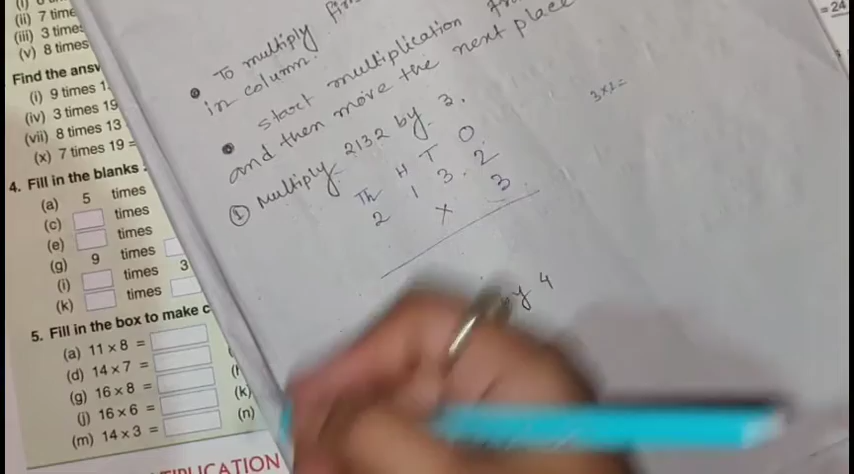 (ii) 7 time
(iii) 3 times
(v) 8 times
Find the answ
(i) 9 times 1
(iv) 3 times 19
(vii) 8 times 13
(x) 7 times 19 =
4. Fill in the blanks
(a) 5 times
(c) times
(e) times
(g) 9 times
(i) times 3
(k) times
5. Fill in the box to make c
(a) 11 × 8 =
(d) 14 × 7 =
(g) 16 × 8 =
(j) 16 × 6 =
(k)
(m) 14 × 3 =
(n)
IPLICATION
To multiply
in column.
start multiplication
and then move the next place
① Multiply 2132 by 3.
Th H T O
2 1 3 2
× 3
by 4
3×2=
= 24